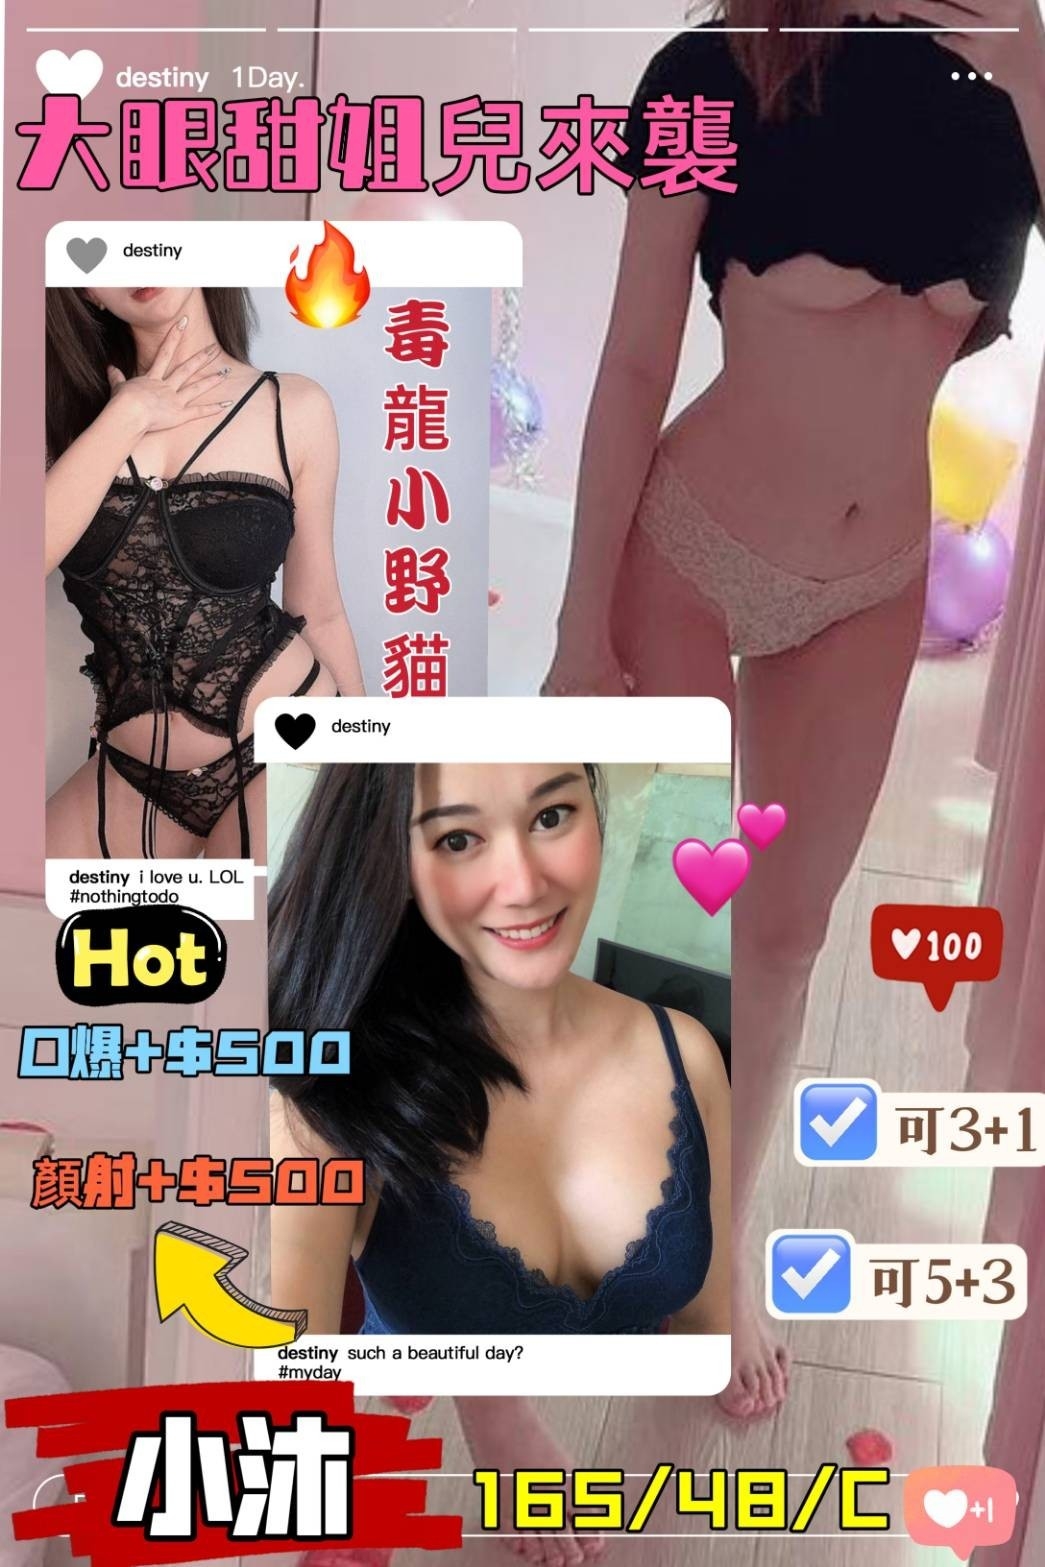 destiny 1Day.
大眼甜姐兒來襲
destiny
毒龍小野貓
destiny
destiny i love u. LOL
#nothingtodo
Hot
口爆+$500
顏射+$500
100
可3+1
可5+3
destiny such a beautiful day?
#myday
小沐
165/48/C
+1